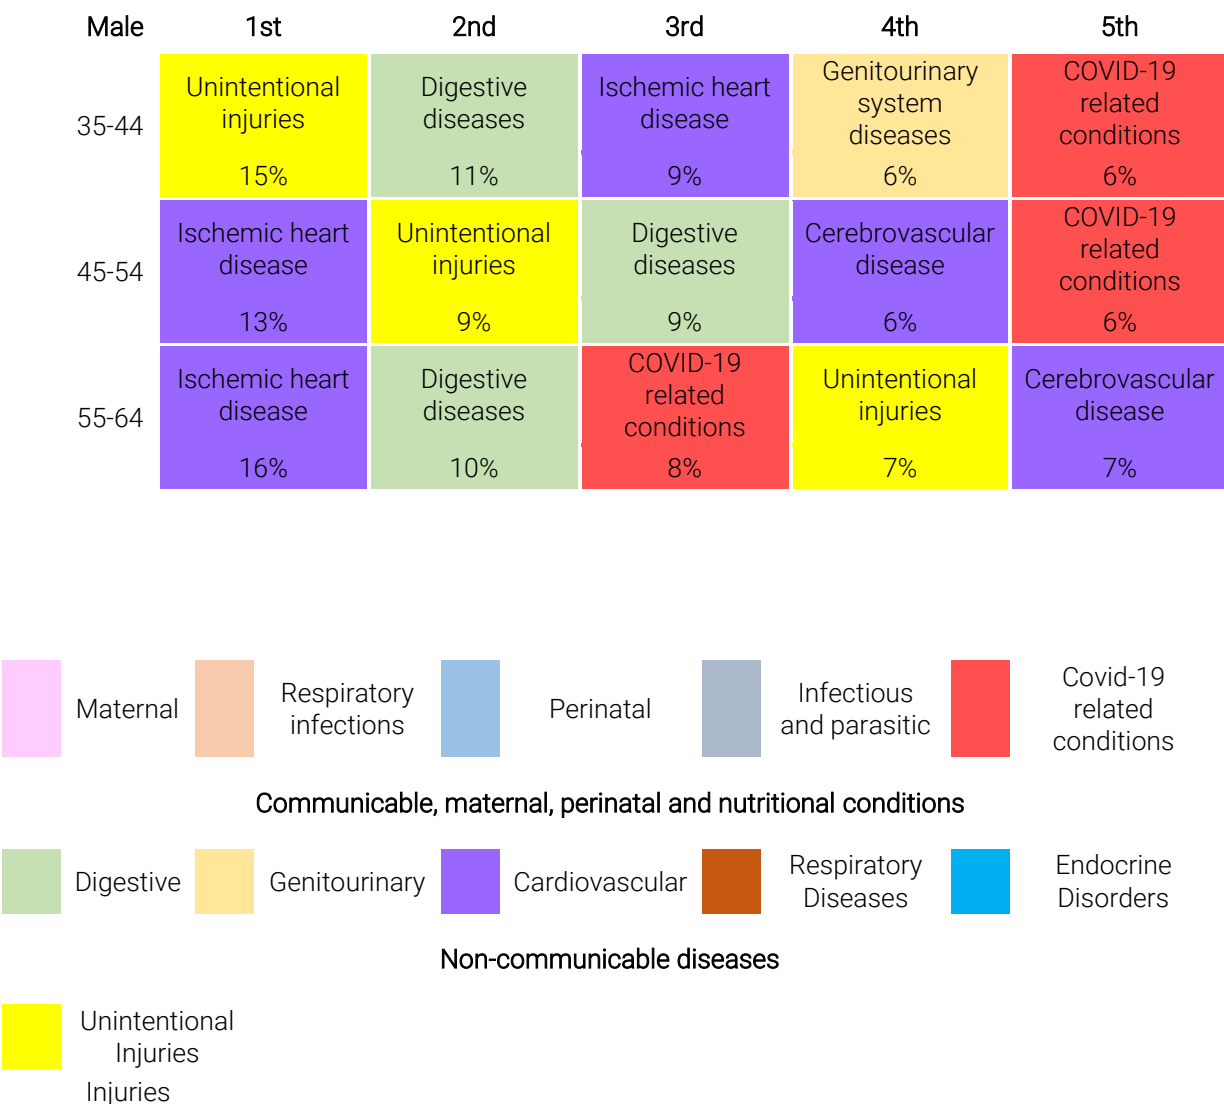 Male 1st 2nd 3rd 4th 5th
35-44
Unintentional
injuries
15%
Digestive
diseases
11%
Ischemic heart
disease
9%
Genitourinary
system
diseases
6%
COVID-19
related
conditions
6%
45-54
Ischemic heart
disease
13%
Unintentional
injuries
9%
Digestive
diseases
9%
Cerebrovascular
disease
6%
COVID-19
related
conditions
6%
55-64
Ischemic heart
disease
16%
Digestive
diseases
10%
COVID-19
related
conditions
8%
Unintentional
injuries
7%
Cerebrovascular
disease
7%
Maternal
Respiratory
infections
Perinatal
Infectious
and parasitic
Covid-19
related
conditions
Communicable, maternal, perinatal and nutritional conditions
Digestive
Genitourinary
Cardiovascular
Respiratory
Diseases
Endocrine
Disorders
Non-communicable diseases
Unintentional
Injuries
Injuries